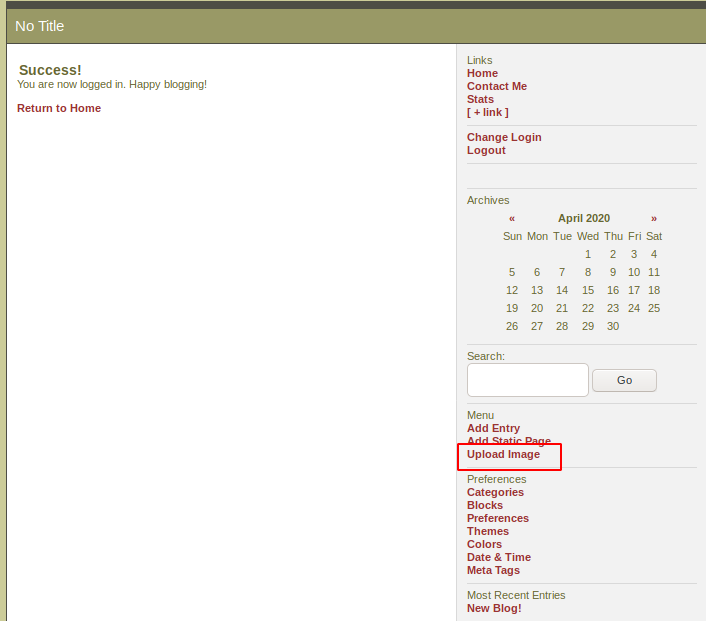 No Title
Success!
You are now logged in. Happy blogging!
Return to Home
Links
Home
Contact Me
Stats
[ + link ]
Change Login
Logout
Archives
« April 2020 »
Sun Mon Tue Wed Thu Fri Sat
1 2 3 4
5 6 7 8 9 10 11
12 13 14 15 16 17 18
19 20 21 22 23 24 25
26 27 28 29 30
Search:
Go
Menu
Add Entry
Add Static Page
Upload Image
Preferences
Categories
Blocks
Preferences
Themes
Colors
Date & Time
Meta Tags
Most Recent Entries
New Blog!